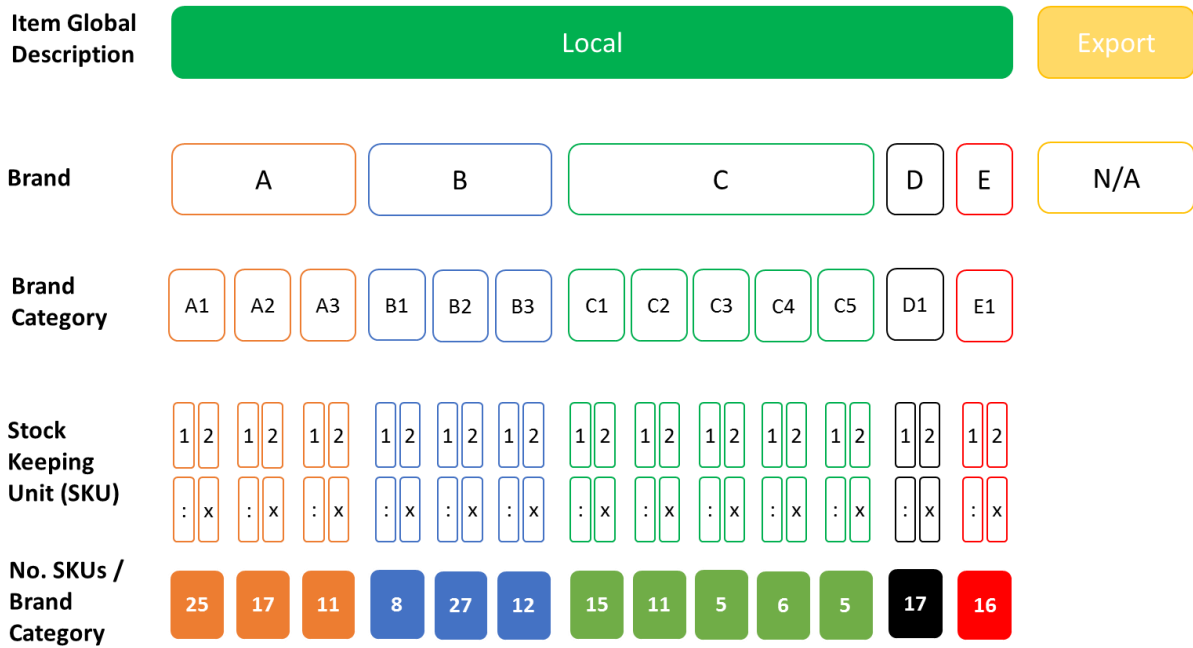 Item Global
Description
Local
Export
Brand
A
B
C
D
E
N/A
Brand
Category
A1
A2
A3
B1
B2
B3
C1
C2
C3
C4
C5
D1
E1
Stock
Keeping
Unit (SKU)
1 2 1 2 1 2 1 2 1 2 1 2 1 2 1 2 1 2 1 2 1 2 1 2 1 2
: x : x : x : x : x : x : x : x : x : x : x : x : x
No. SKUs /
Brand
Category
25
17
11
8
27
12
15
11
5
6
5
17
16